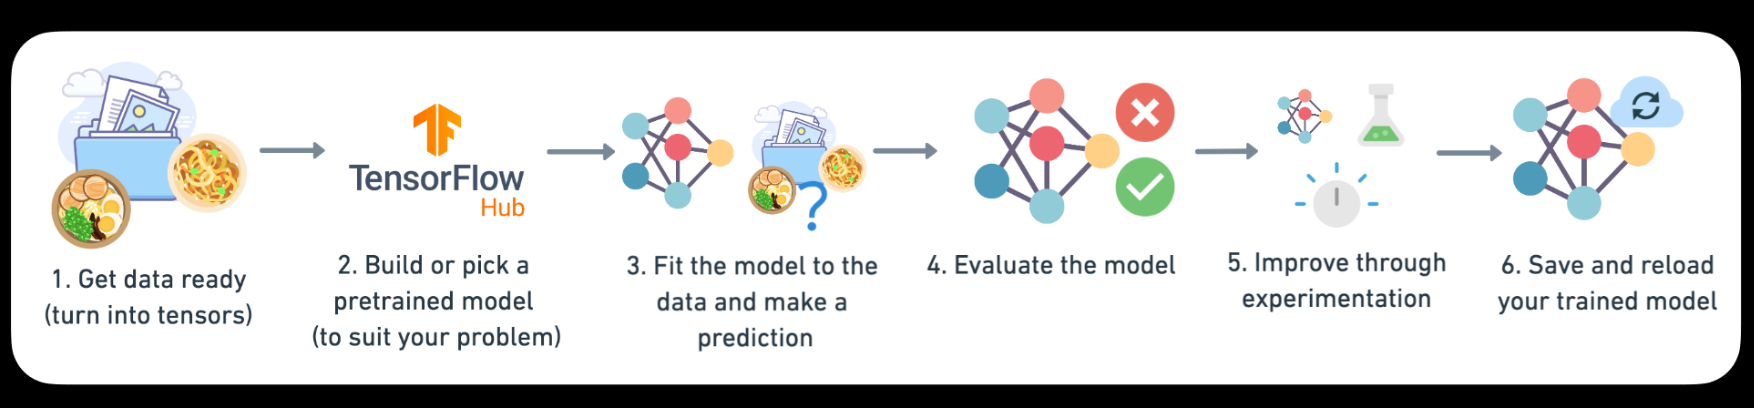 TensorFlow
Hub
1. Get data ready
(turn into tensors)
2. Build or pick a
pretrained model
(to suit your problem)
3. Fit the model to the
data and make a
prediction
4. Evaluate the model
5. Improve through
experimentation
6. Save and reload
your trained model